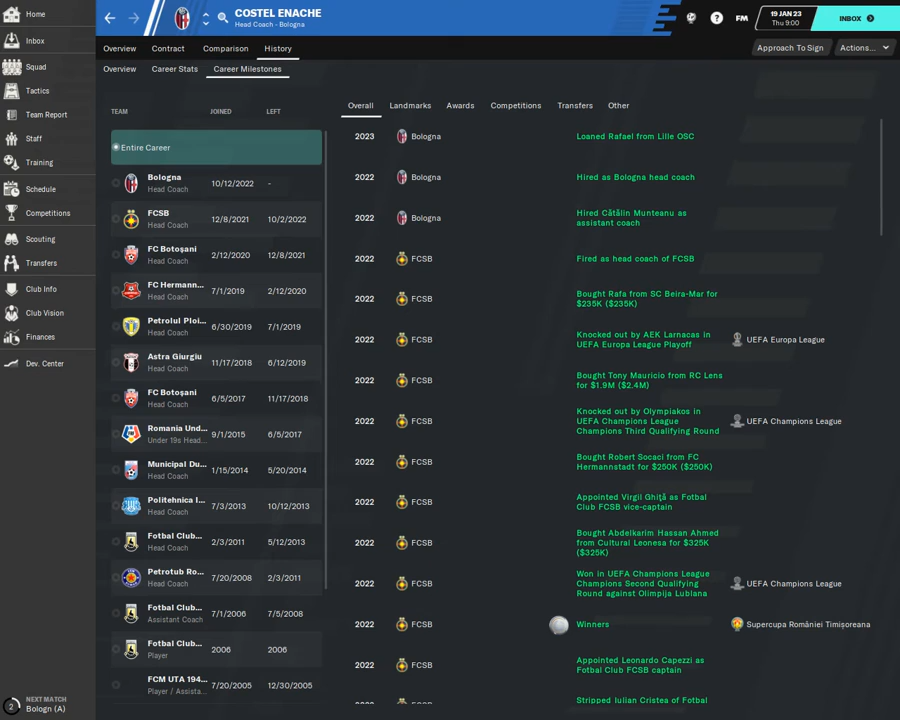 COSTEL ENACHE
Head Coach - Bologna
FM
19 JAN 23
Thu 9:00
INBOX
Home
Inbox
Squad
Tactics
Team Report
Staff
Training
Schedule
Competitions
Scouting
Transfers
Club Info
Club Vision
Finances
Dev. Center
2
NEXT MATCH
Bologn (A)
Overview
Contract
Comparison
History
Approach To Sign
Actions...
Overview
Career Stats
Career Milestones
TEAM
JOINED
LEFT
Entire Career
Bologna
Head Coach
10/12/2022
-
FCSB
Head Coach
12/8/2021
10/2/2022
FC Botoșani
Head Coach
2/12/2020
12/8/2021
FC Hermann...
Head Coach
7/1/2019
2/12/2020
Petrolul Ploi...
Head Coach
6/30/2019
7/1/2019
Astra Giurgiu
Head Coach
11/17/2018
6/12/2019
FC Botoșani
Head Coach
6/5/2017
11/17/2018
Romania Und...
Under 19s Head...
9/1/2015
6/5/2017
Municipal Du...
Head Coach
1/15/2014
5/20/2014
Politehnica I...
Head Coach
7/3/2013
10/12/2013
Fotbal Club...
Head Coach
2/3/2011
5/12/2013
Petrotub Ro...
Head Coach
7/20/2008
2/3/2011
Fotbal Club...
Assistant Coach
7/1/2006
7/5/2008
Fotbal Club...
Player
2006
2006
FCM UTA 194...
Player / Assista...
7/20/2005
12/30/2005
Overall
Landmarks
Awards
Competitions
Transfers
Other
2023
Bologna
Loaned Rafael from Lille OSC
2022
Bologna
Hired as Bologna head coach
2022
Bologna
Hired Cătălin Munteanu as
assistant coach
2022
FCSB
Fired as head coach of FCSB
2022
FCSB
Bought Rafa from SC Beira-Mar for
$235K ($235K)
2022
FCSB
Knocked out by AEK Larnacas in
UEFA Europa League Playoff
UEFA Europa League
2022
FCSB
Bought Tony Mauricio from RC Lens
for $1.9M ($2.4M)
2022
FCSB
Knocked out by Olympiakos in
UEFA Champions League
Champions Third Qualifying Round
UEFA Champions League
2022
FCSB
Bought Robert Socaci from FC
Hermannstadt for $250K ($250K)
2022
FCSB
Appointed Virgil Ghiță as Fotbal
Club FCSB vice-captain
2022
FCSB
Bought Abdelkarim Hassan Ahmed
from Cultural Leonesa for $325K
($325K)
2022
FCSB
Won in UEFA Champions League
Champions Second Qualifying
Round against Olimpija Lublana
UEFA Champions League
2022
FCSB
Winners
Supercupa României Timișoreana
2022
FCSB
Appointed Leonardo Capezzi as
Fotbal Club FCSB captain
2022
FCSB
Stripped Iulian Cristea of Fotbal